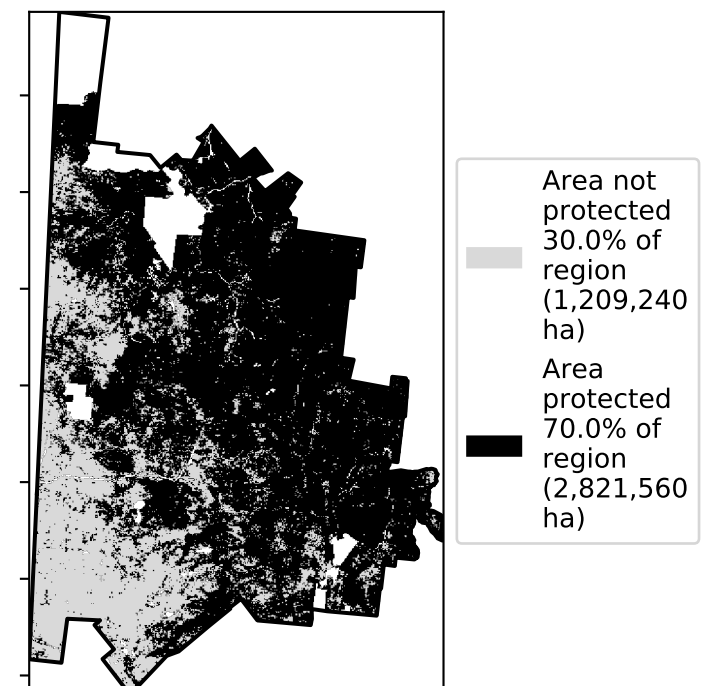 Area not
protected
30.0% of
region
(1,209,240
ha)
Area
protected
70.0% of
region
(2,821,560
ha)